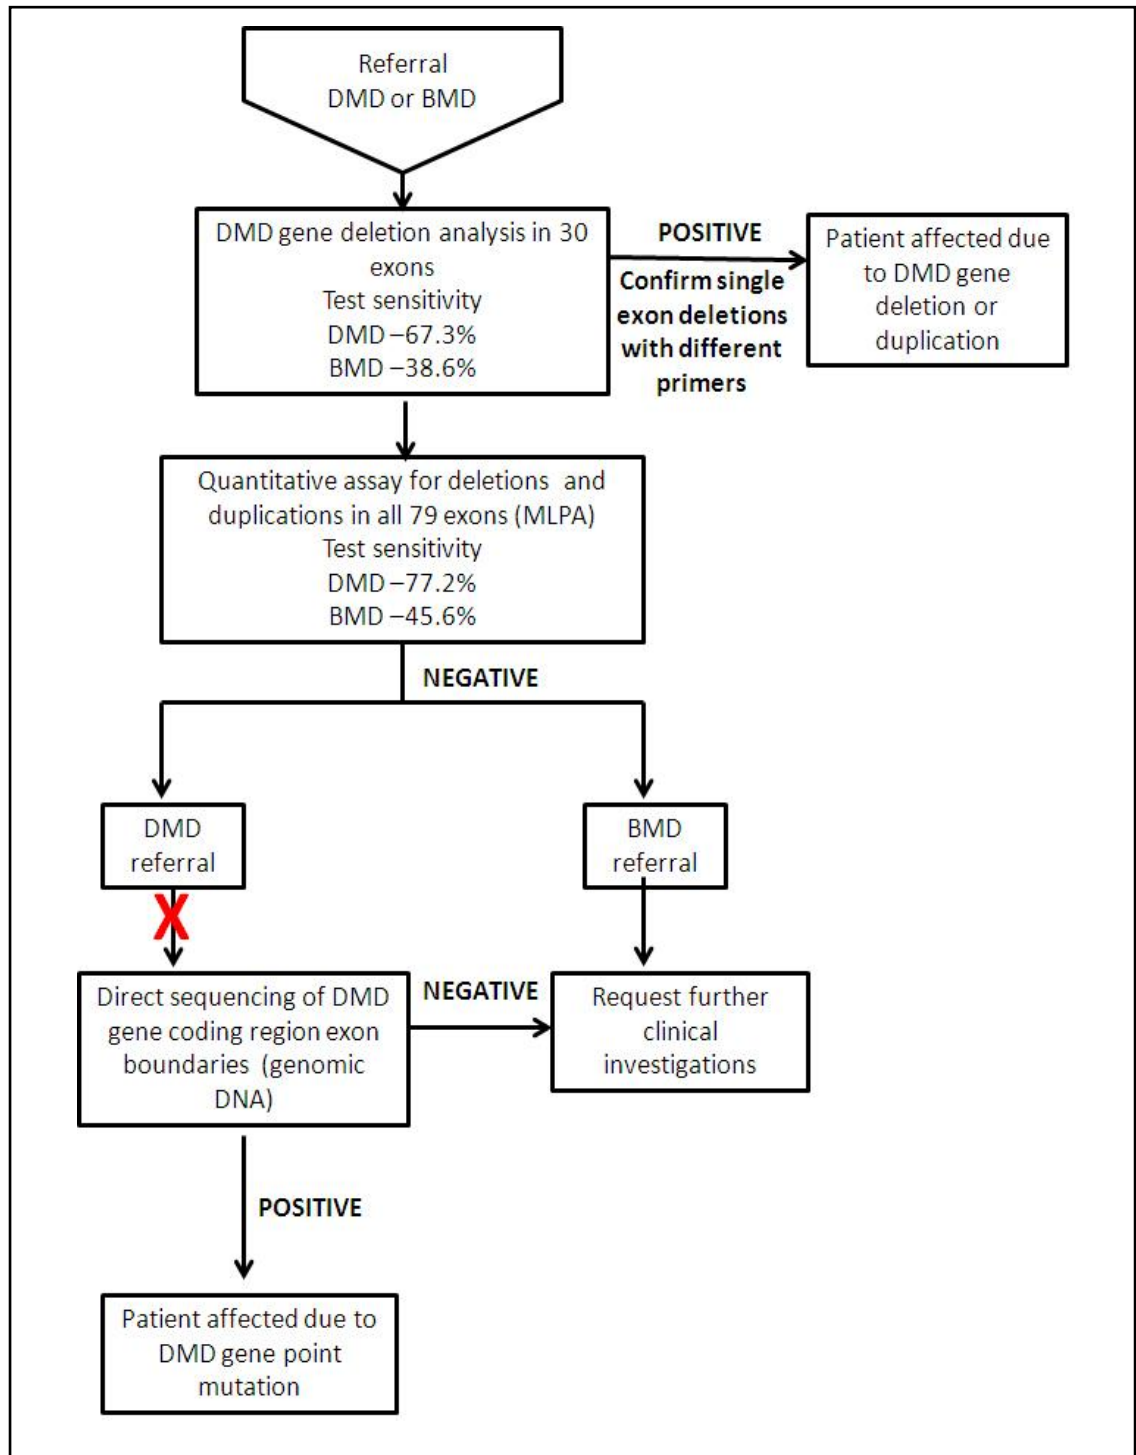 Referral
DMD or BMD
DMD gene deletion analysis in 30
exons
Test sensitivity
DMD –67.3%
BMD –38.6%
POSITIVE
Confirm single
exon deletions
with different
primers
Patient affected due
to DMD gene
deletion or
duplication
Quantitative assay for deletions and
duplications in all 79 exons (MLPA)
Test sensitivity
DMD –77.2%
BMD –45.6%
NEGATIVE
DMD
referral
BMD
referral
X
Direct sequencing of DMD
gene coding region exon
boundaries (genomic
DNA)
NEGATIVE
Request further
clinical
investigations
POSITIVE
Patient affected due to
DMD gene point
mutation